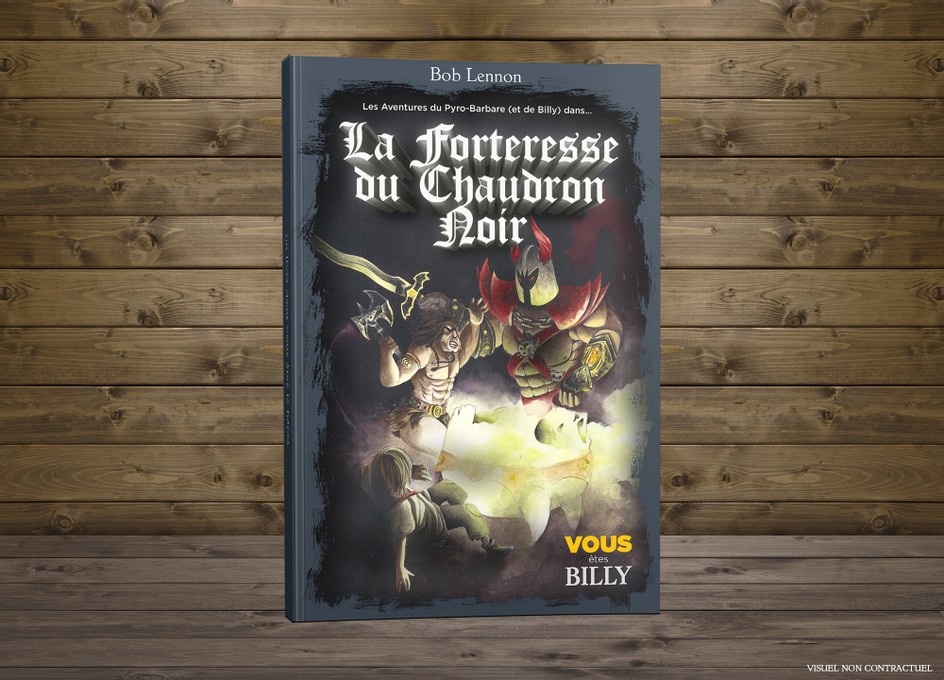 Bob Lennon
Les Aventures du Pyro-Barbare (et de Billy) dans...
La Forteresse
du Chaudron
Noir
VOUS
êtes
BILLY
VISUEL NON CONTRACTUEL